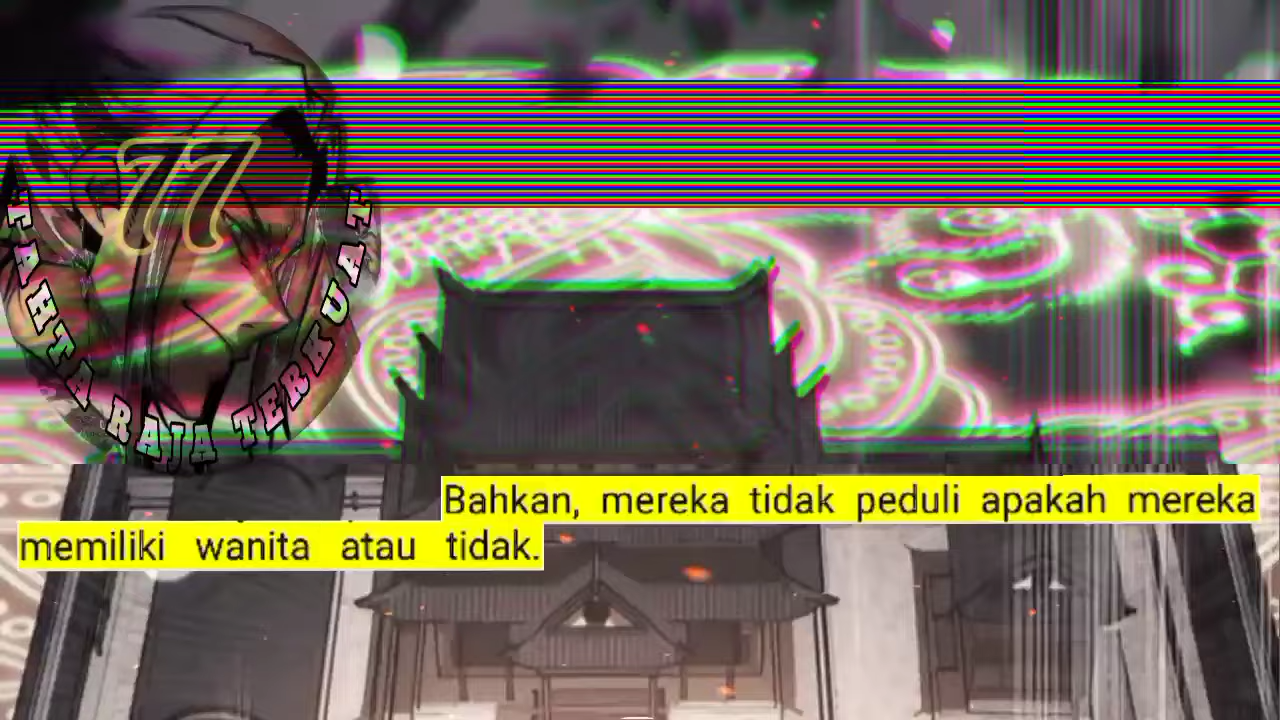 77
TAHTA RAJA TERKUAT
Bahkan, mereka tidak peduli apakah mereka
memiliki wanita atau tidak.